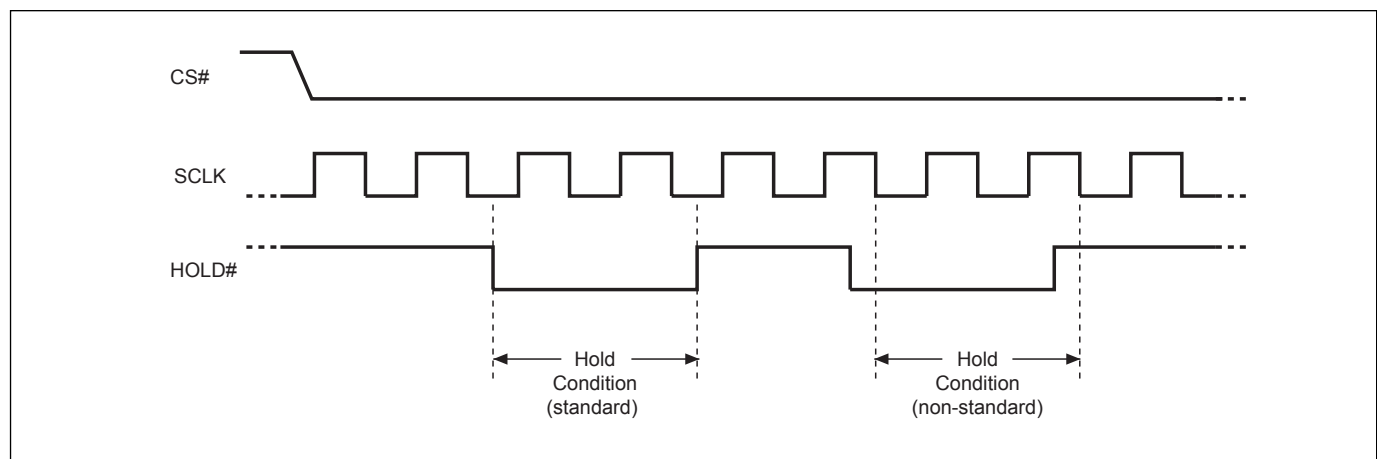 CS#
SCLK
HOLD#
Hold
Condition
(standard)
Hold
Condition
(non-standard)